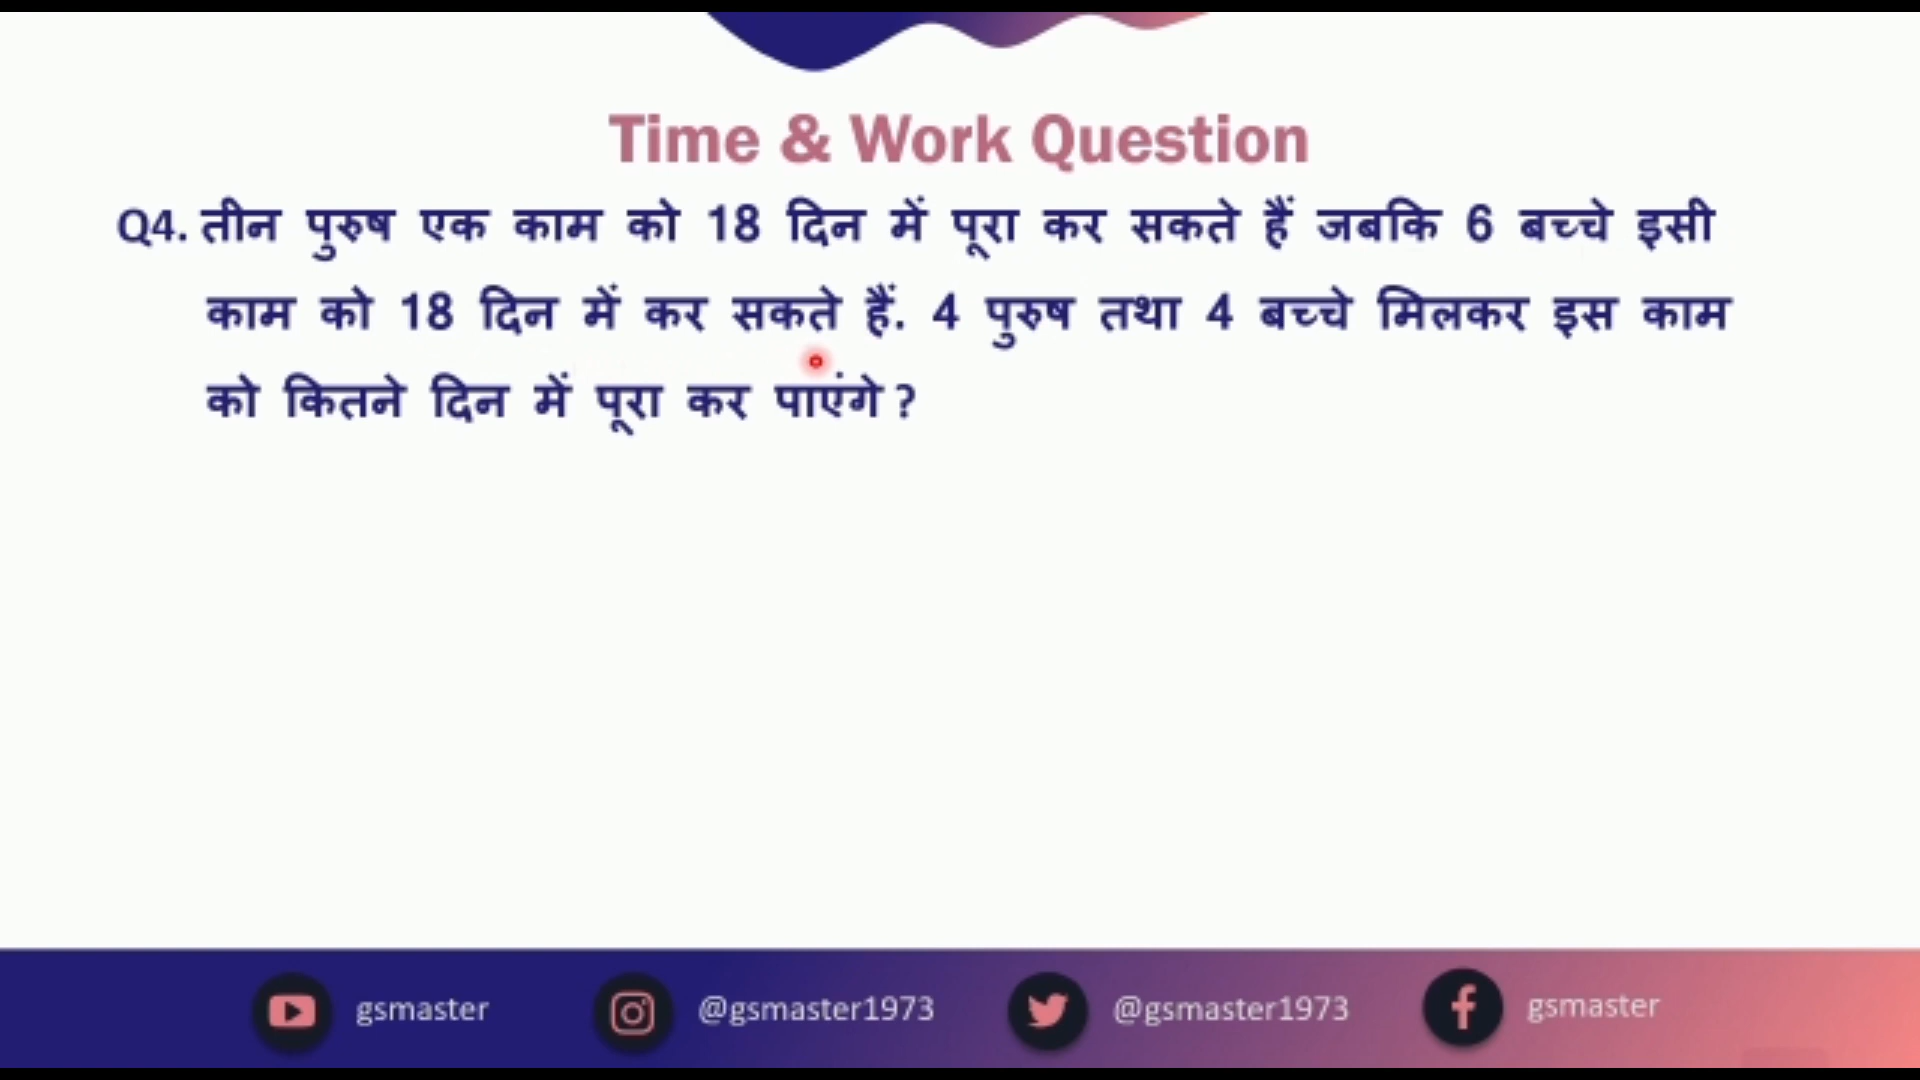 Time & Work Question
Q4. तीन पुरुष एक काम को 18 दिन में पूरा कर सकते हैं जबकि 6 बच्चे इसी
काम को 18 दिन में कर सकते हैं. 4 पुरुष तथा 4 बच्चे मिलकर इस काम
को कितने दिन में पूरा कर पाएंगे ?
gsmaster @gsmaster1973 @gsmaster1973 gsmaster